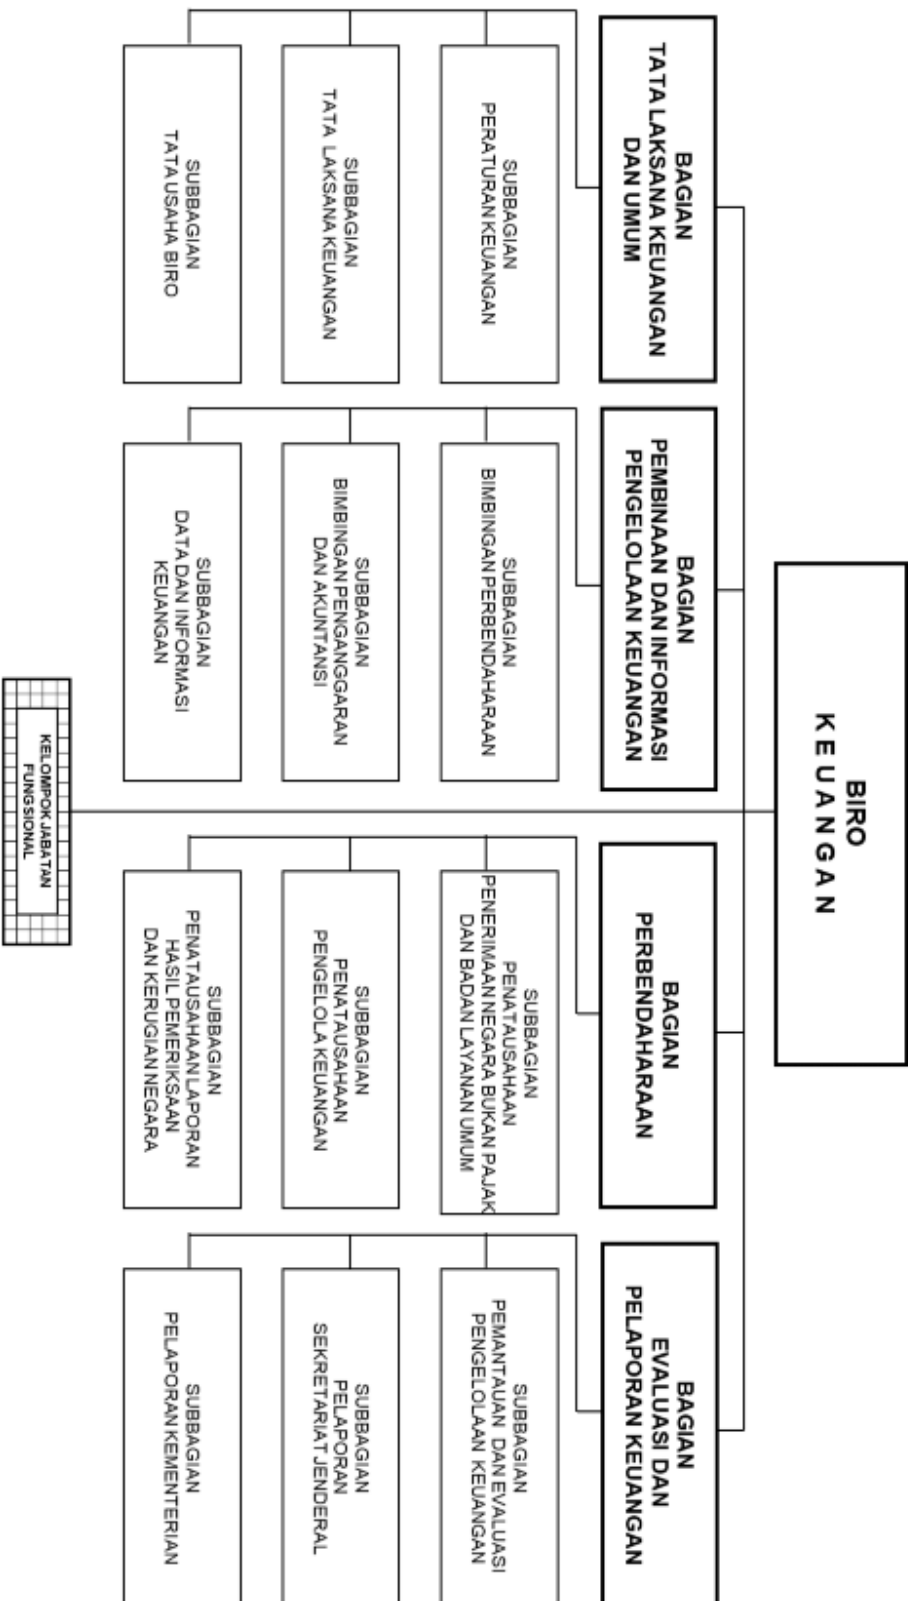 BIRO
K E U A N G A N
BAGIAN
TATA LAKSANA KEUANGAN
DAN UMUM
SUBBAGIAN
PERATURAN KEUANGAN
SUBBAGIAN
TATA LAKSANA KEUANGAN
SUBBAGIAN
TATA USAHA BIRO
BAGIAN
PEMBINAAN DAN INFORMASI
PENGELOLAAN KEUANGAN
SUBBAGIAN
BIMBINGAN PERBENDAHARAAN
SUBBAGIAN
BIMBINGAN PENGANGGARAN
DAN AKUNTANSI
SUBBAGIAN
DATA DAN INFORMASI
KEUANGAN
BAGIAN
PERBENDAHARAAN
SUBBAGIAN
PENATAUSAHAAN
PENERIMAAN NEGARA BUKAN PAJAK
DAN BADAN LAYANAN UMUM
SUBBAGIAN
PENATAUSAHAAN
PENGELOLA KEUANGAN
SUBBAGIAN
PENATAUSAHAAN LAPORAN
HASIL PEMERIKSAAN
DAN KERUGIAN NEGARA
BAGIAN
EVALUASI DAN
PELAPORAN KEUANGAN
SUBBAGIAN
PEMANTAUAN DAN EVALUASI
PENGELOLAAN KEUANGAN
SUBBAGIAN
PELAPORAN
SEKRETARIAT JENDERAL
SUBBAGIAN
PELAPORAN KEMENTERIAN
KELOMPOK JABATAN
FUNGSIONAL